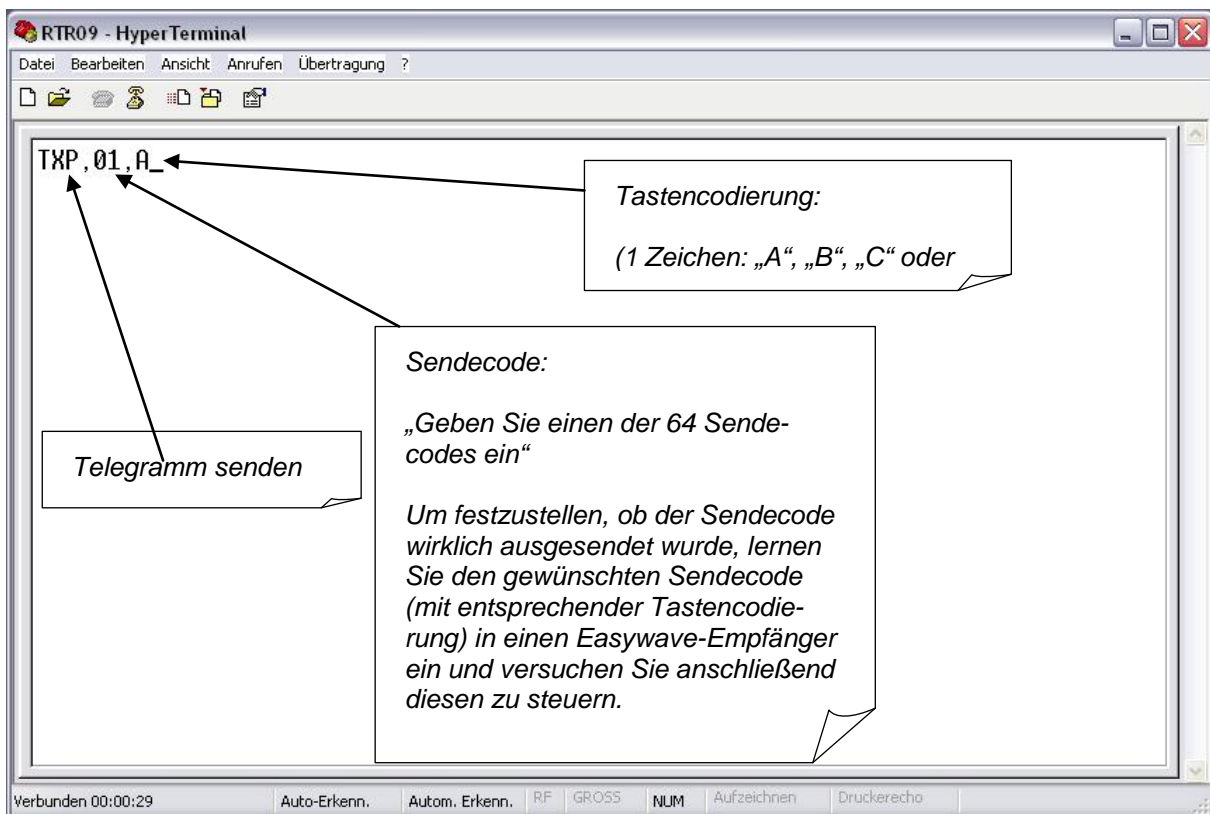 RTR09 - HyperTerminal
Datei Bearbeiten Ansicht Anrufen Übertragung ?
TXP,01,A_
Tastencodierung:
(1 Zeichen: „A“, „B“, „C“ oder
Sendecode:
„Geben Sie einen der 64 Sende-
codes ein“
Um festzustellen, ob der Sendecode
wirklich ausgesendet wurde, lernen
Sie den gewünschten Sendecode
(mit entsprechender Tastencodie-
rung) in einen Easywave-Empfänger
ein und versuchen Sie anschließend
diesen zu steuern.
Telegramm senden
Verbunden 00:00:29 Auto-Erkenn. Autom. Erkenn. RF GROSS NUM Aufzeichnen Druckerecho